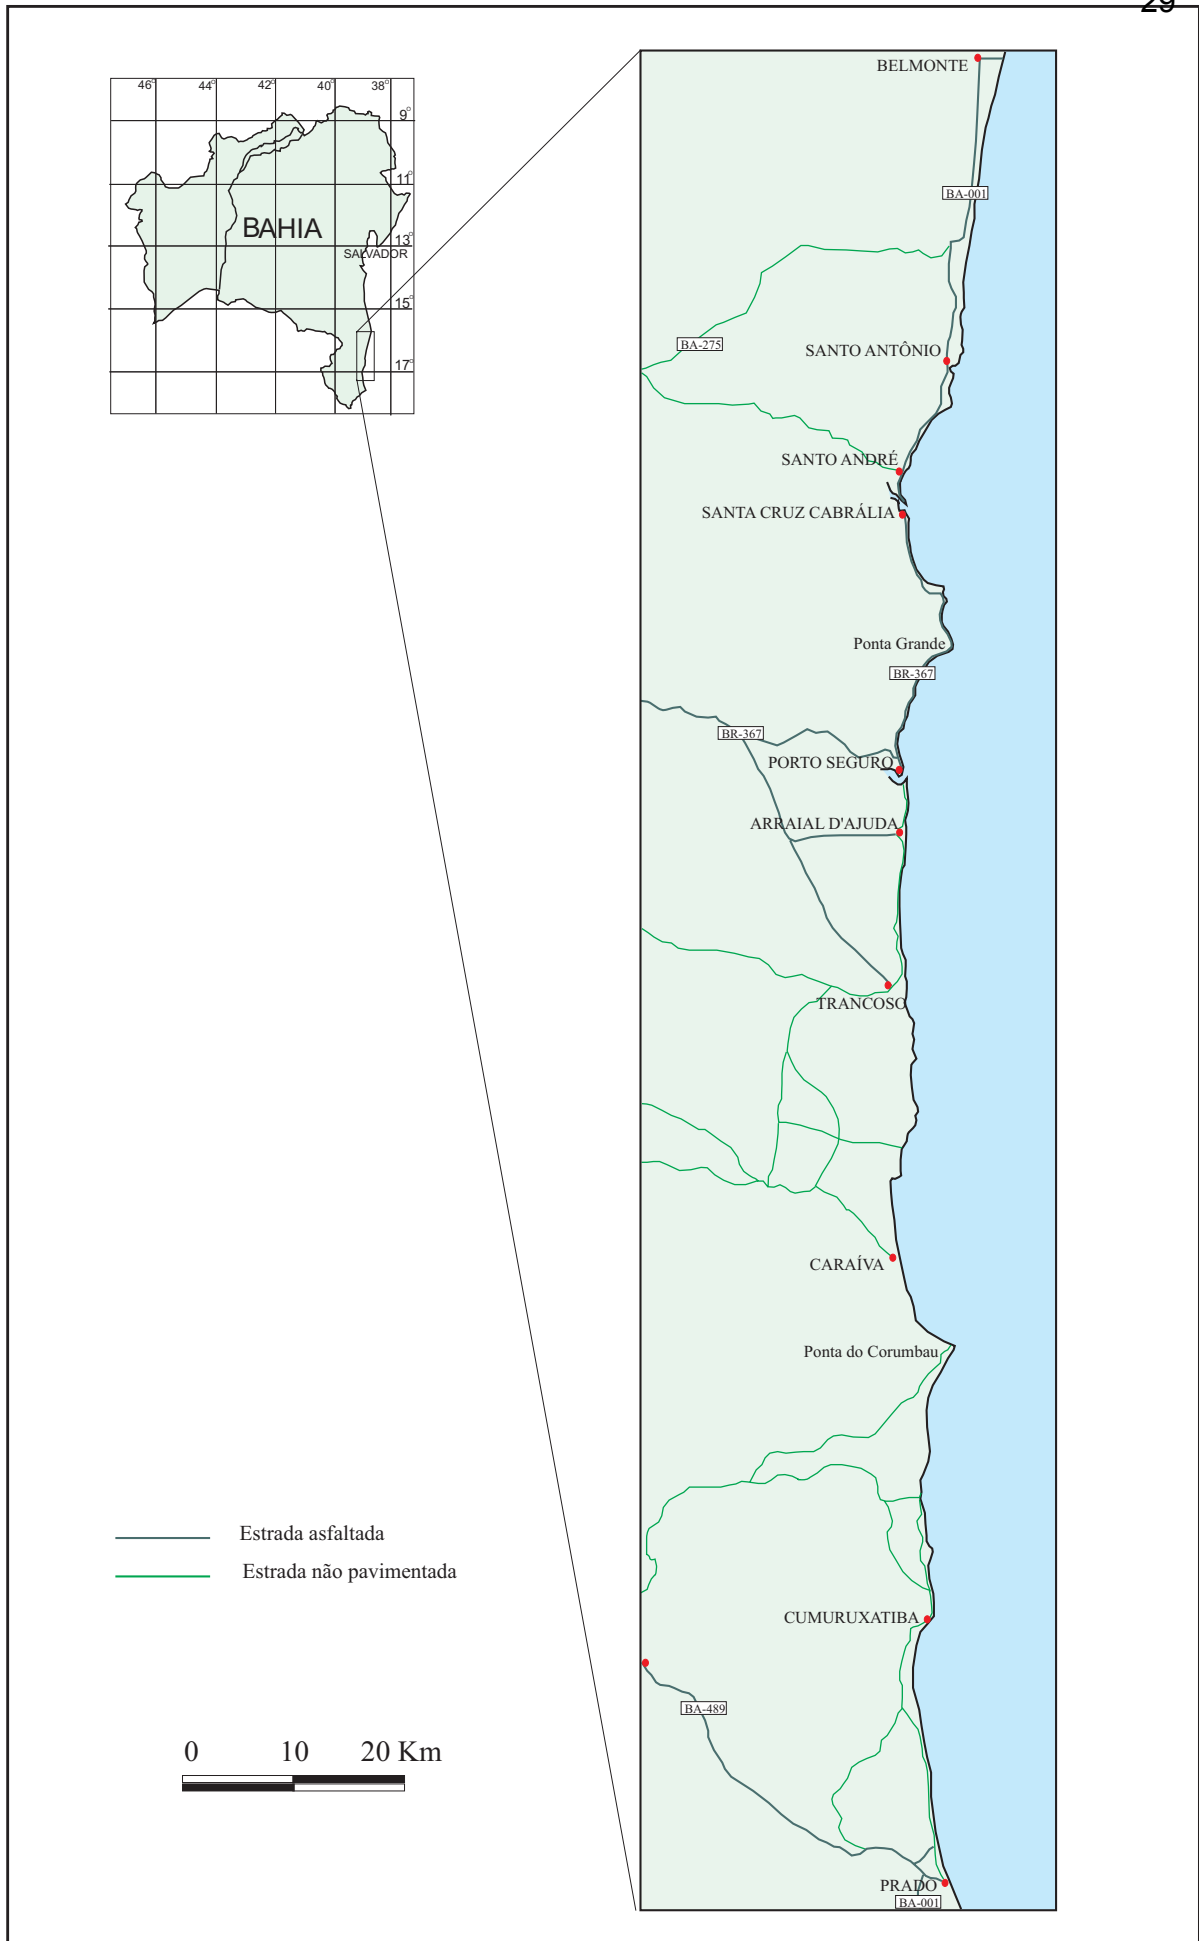 29
46°
44°
42°
40°
38°
9°
11°
BAHIA
13°
SALVADOR
15°
17°
BELMONTE
BA-001
BA-275
SANTO ANTÔNIO
SANTO ANDRÉ
SANTA CRUZ CABRÁLIA
Ponta Grande
BR-367
BR-367
PORTO SEGURO
ARRAIAL D'AJUDA
TRANCOSO
CARAÍVA
Ponta do Corumbau
CUMURUXATIBA
BA-489
PRADO
BA-001
Estrada asfaltada
Estrada não pavimentada
0 10 20 Km